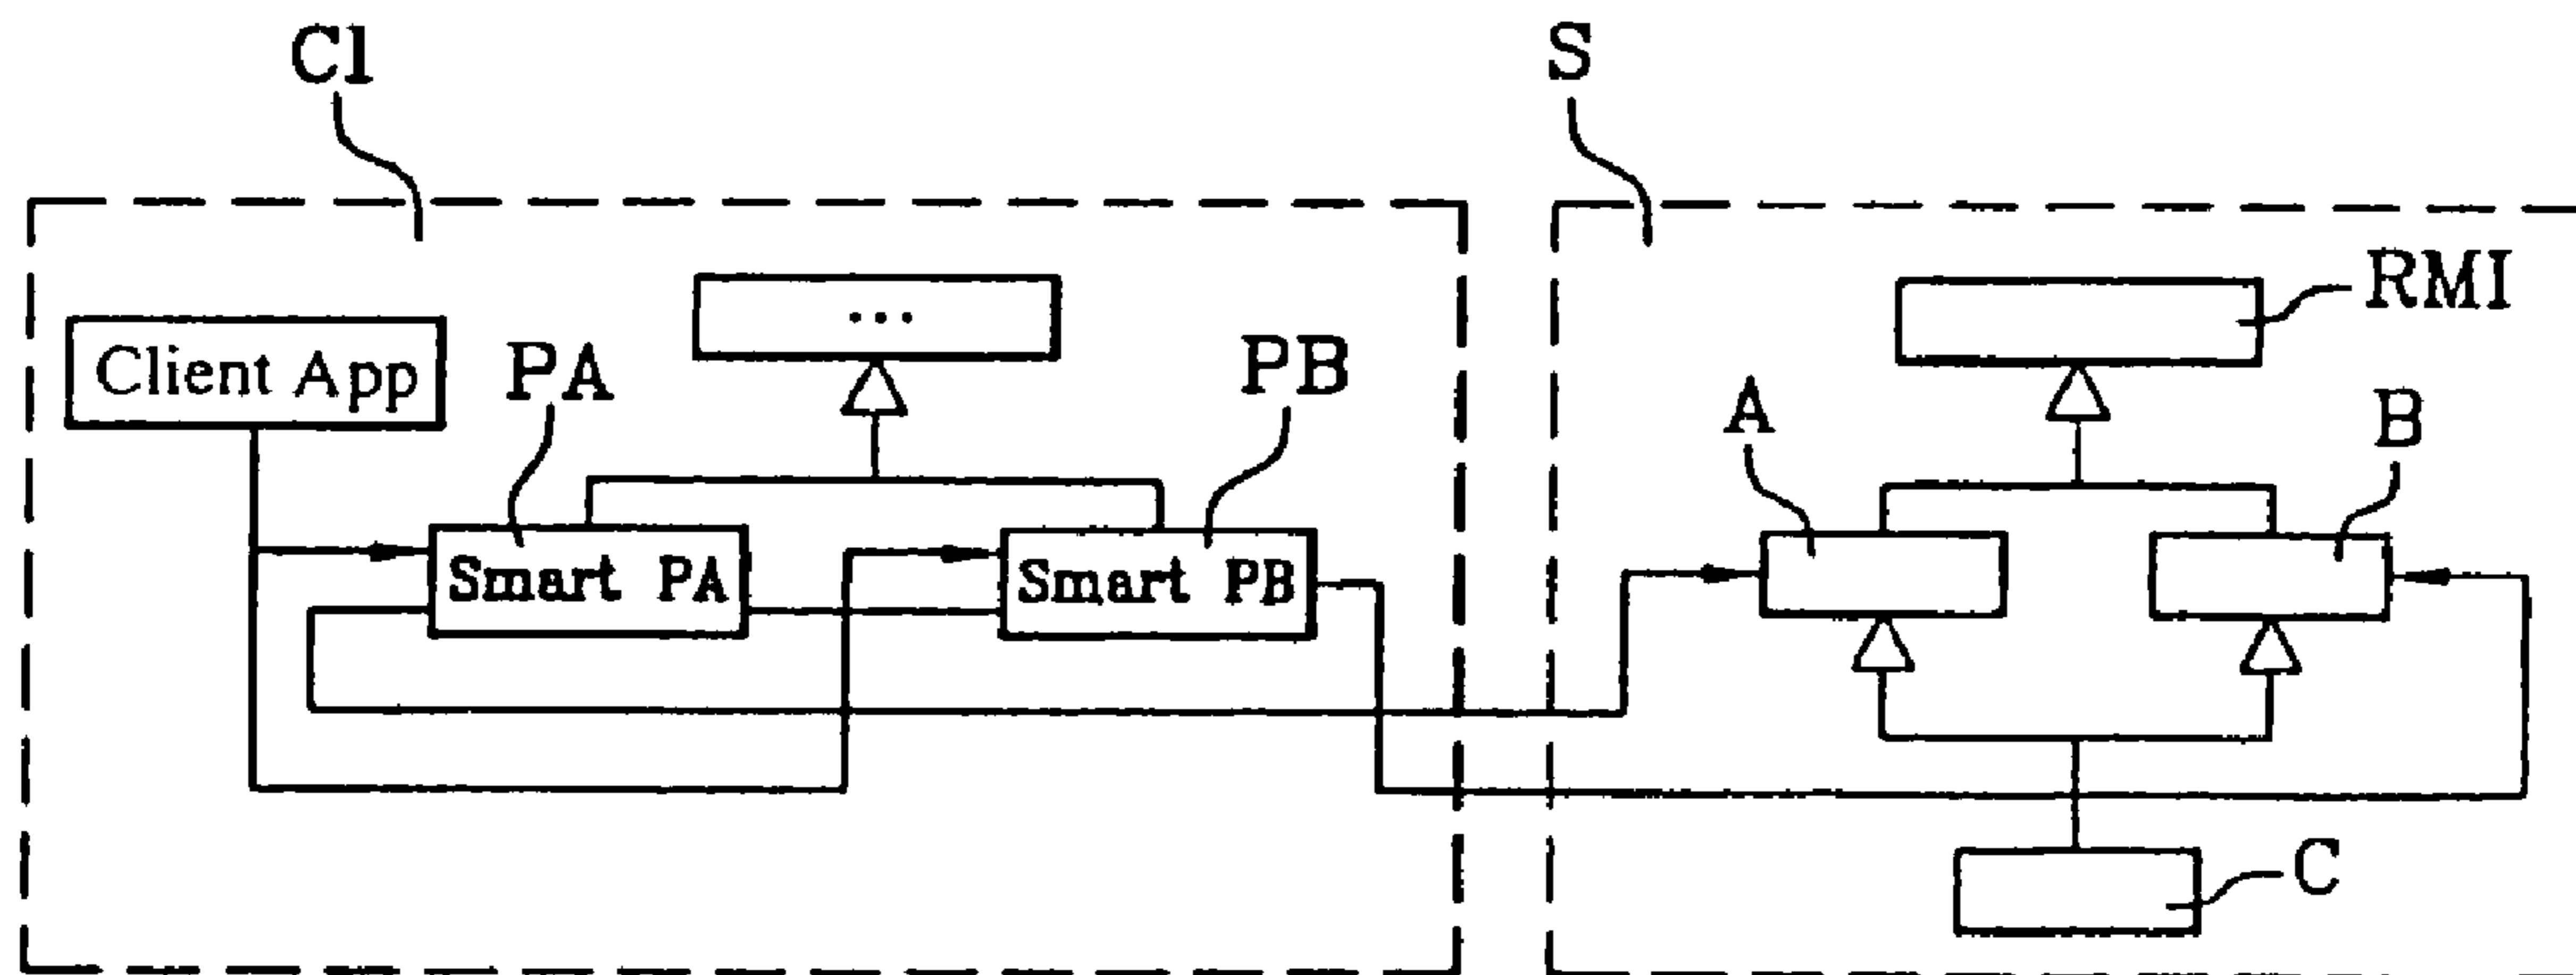 Cl
S
RMI
...
Client App
PA
PB
A
B
Smart PA
Smart PB
C